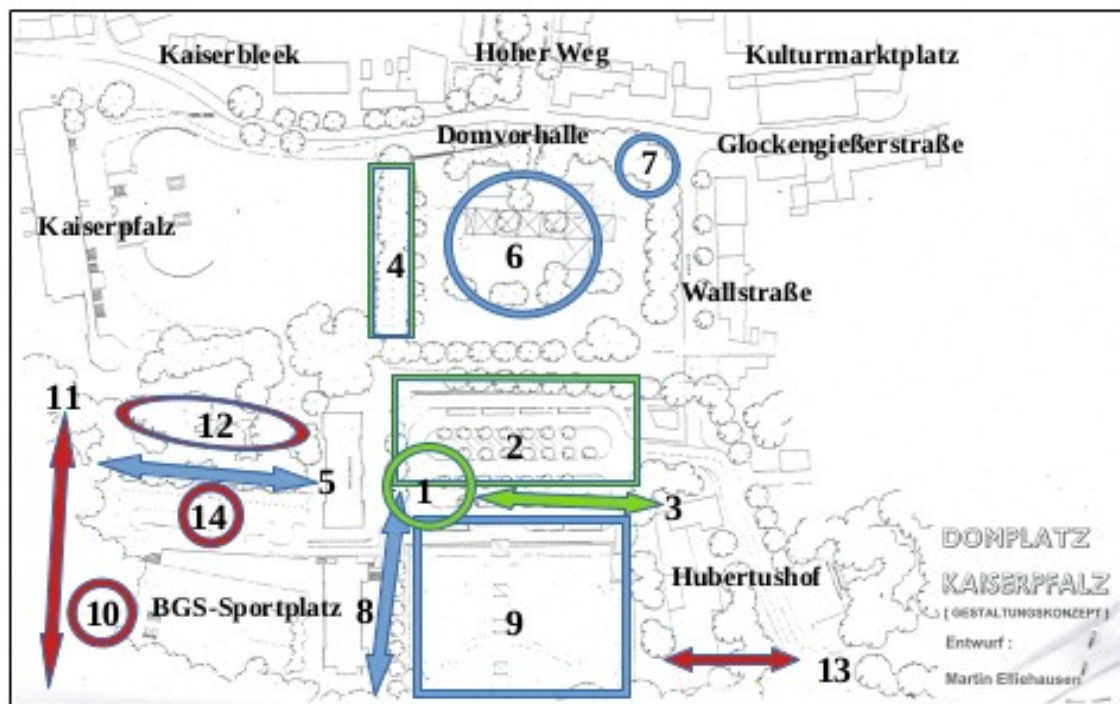 Kaiserbleek
Hoher Weg
Kulturmarktplatz
Domvorhalle
Glockengießerstraße
7
Kaiserpfalz
4
6
Wallstraße
11
12
2
5
1
3
14
DOMPLATZ
KAISERPFALZ
[ GESTALTUNGSKONZEPT ]
Hubertushof
10
BGS-Sportplatz
8
9
Entwurf :
13
Martin Elliehausen